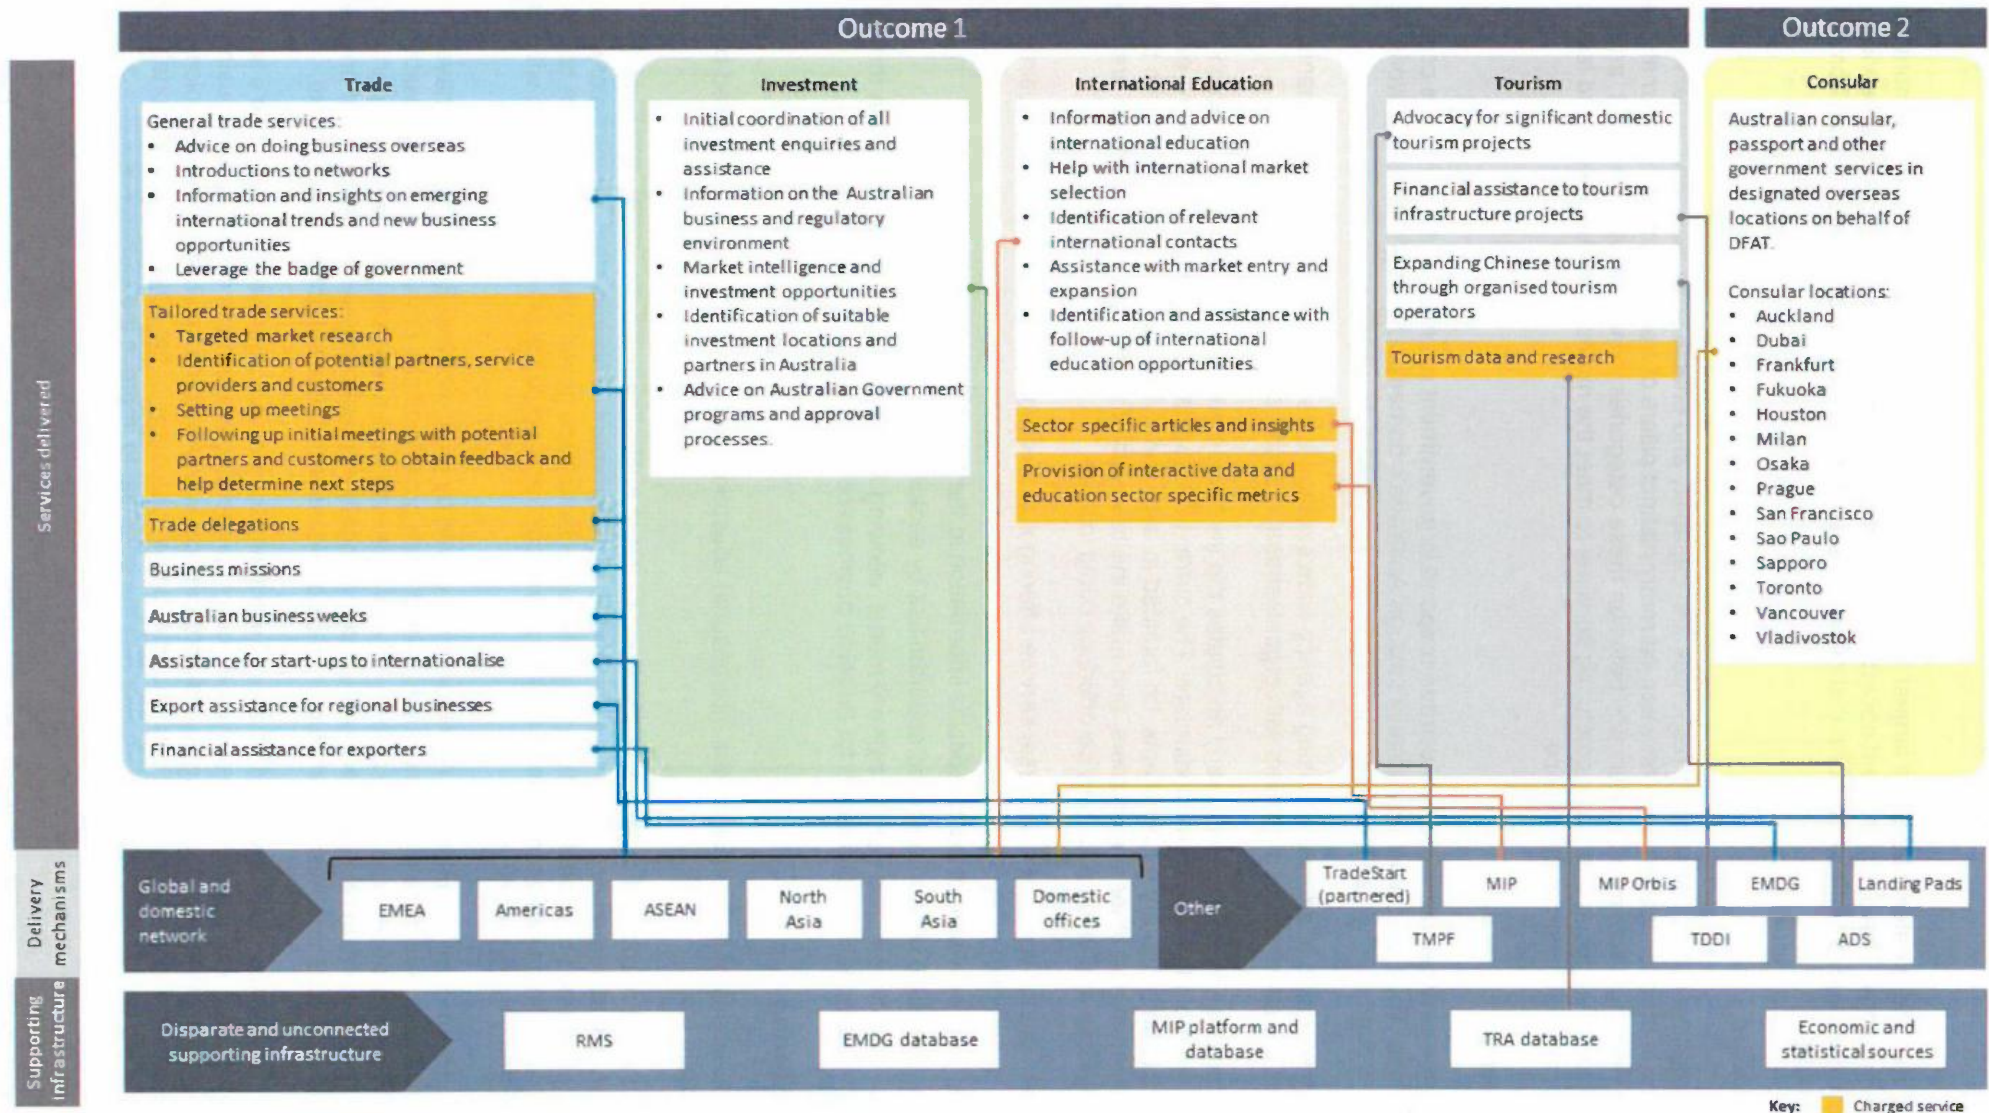 Outcome 1
Outcome 2
Services delivered
Trade
General trade services:
• Advice on doing business overseas
• Introductions to networks
• Information and insights on emerging
international trends and new business
opportunities
• Leverage the badge of government
Tailored trade services:
• Targeted market research
• Identification of potential partners, service
providers and customers
• Setting up meetings
• Following up initial meetings with potential
partners and customers to obtain feedback and
help determine next steps
Trade delegations
Business missions
Australian business weeks
Assistance for start-ups to internationalise
Export assistance for regional businesses
Financial assistance for exporters
Investment
• Initial coordination of all
investment enquiries and
assistance
• Information on the Australian
business and regulatory
environment
• Market intelligence and
investment opportunities
• Identification of suitable
investment locations and
partners in Australia
• Advice on Australian Government
programs and approval
processes.
International Education
• Information and advice on
international education
• Help with international market
selection
• Identification of relevant
international contacts
• Assistance with market entry and
expansion
• Identification and assistance with
follow-up of international
education opportunities.
Sector specific articles and insights
Provision of interactive data and
education sector specific metrics
Tourism
Advocacy for significant domestic
tourism projects
Financial assistance to tourism
infrastructure projects
Expanding Chinese tourism
through organised tourism
operators
Tourism data and research
Consular
Australian consular,
passport and other
government services in
designated overseas
locations on behalf of
DFAT.
Consular locations:
• Auckland
• Dubai
• Frankfurt
• Fukuoka
• Houston
• Milan
• Osaka
• Prague
• San Francisco
• Sao Paulo
• Sapporo
• Toronto
• Vancouver
• Vladivostok
Delivery
mechanisms
Global and
domestic
network
EMEA
Americas
ASEAN
North
Asia
South
Asia
Domestic
offices
Other
TradeStart
(partnered)
MIP
MIP Orbis
EMDG
Landing Pads
TMPF
TDDI
ADS
Supporting
infrastructure
Disparate and unconnected
supporting infrastructure
RMS
EMDG database
MIP platform and
database
TRA database
Economic and
statistical sources
Key: Charged service